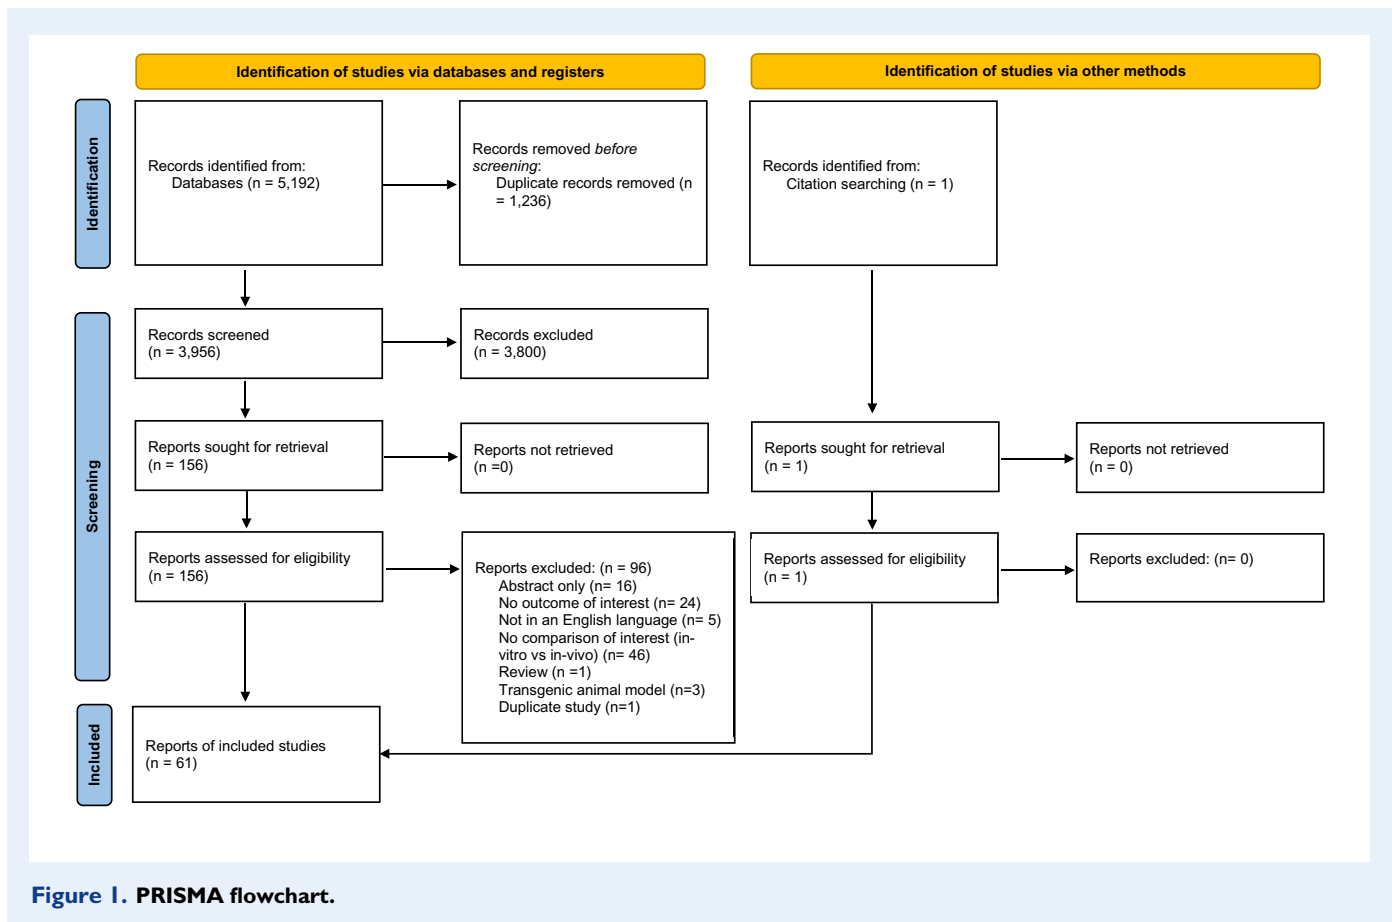 Identification of studies via databases and registers
Identification of studies via other methods
Identification
Records identified from:
Databases (n = 5,192)
Records removed before
screening:
Duplicate records removed (n
= 1,236)
Records identified from:
Citation searching (n = 1)
Screening
Records screened
(n = 3,956)
Records excluded
(n = 3,800)
Reports sought for retrieval
(n = 156)
Reports not retrieved
(n =0)
Reports sought for retrieval
(n = 1)
Reports not retrieved
(n = 0)
Reports assessed for eligibility
(n = 156)
Reports excluded: (n = 96)
Abstract only (n= 16)
No outcome of interest (n= 24)
Not in an English language (n= 5)
No comparison of interest (in-
vitro vs in-vivo) (n= 46)
Review (n =1)
Transgenic animal model (n=3)
Duplicate study (n=1)
Reports assessed for eligibility
(n = 1)
Reports excluded: (n= 0)
Included
Reports of included studies
(n = 61)
Figure 1. PRISMA flowchart.